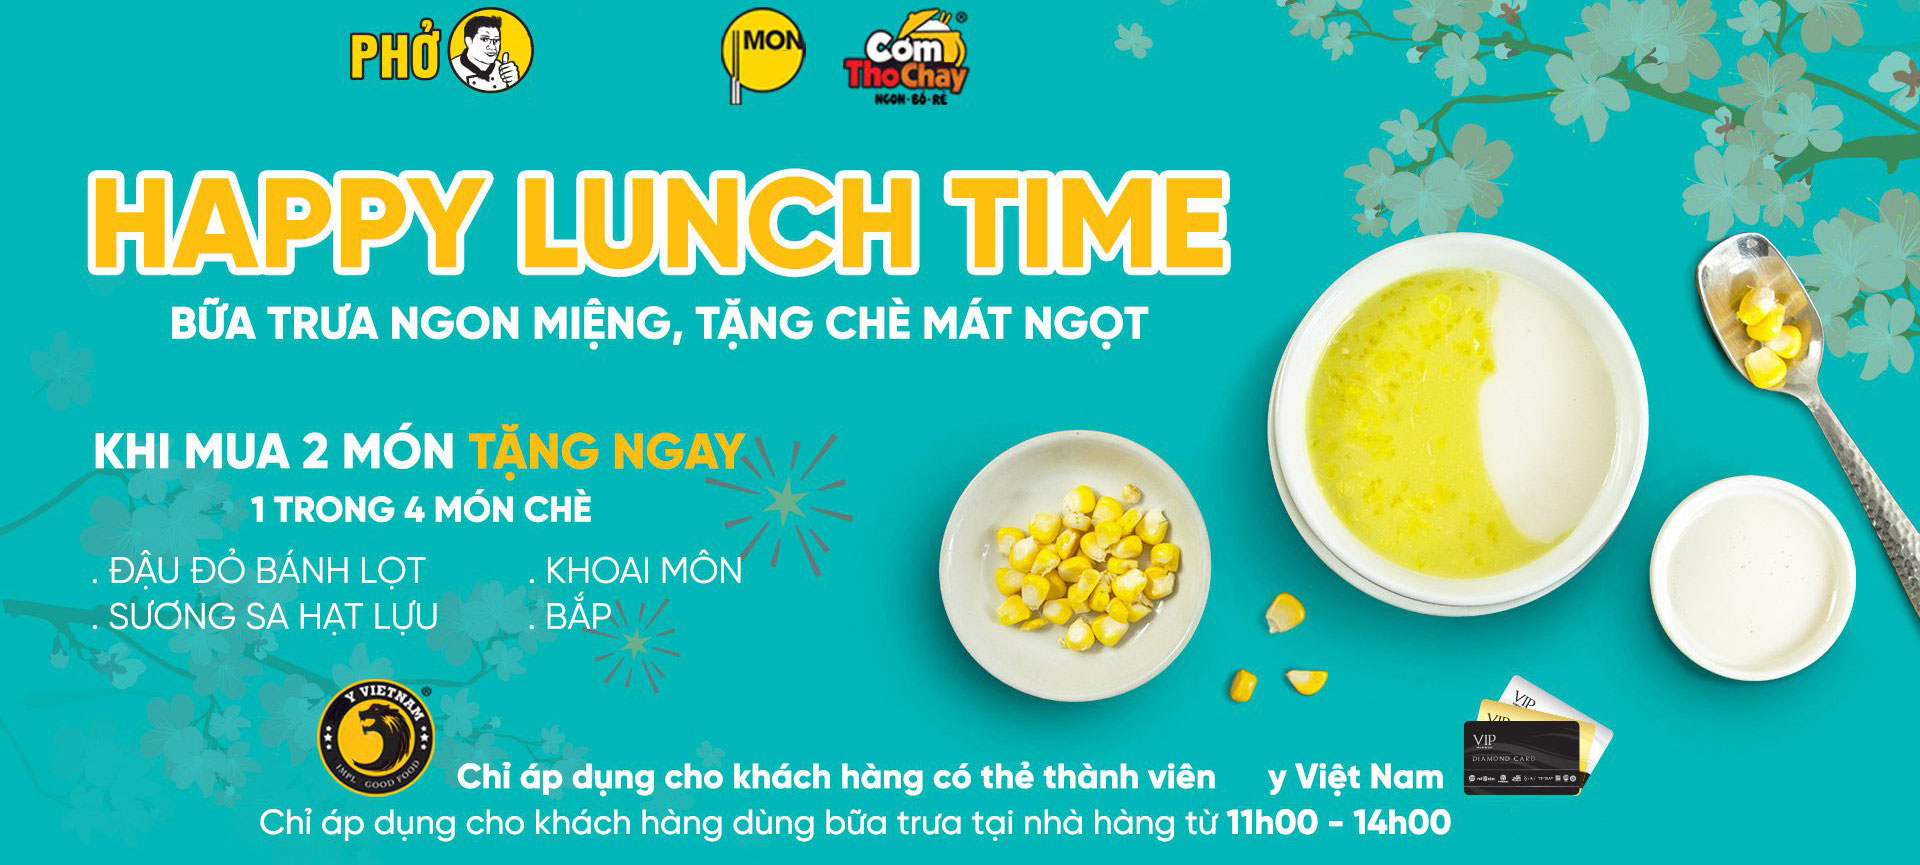 PHỞ
MON
Cơm
ThoChay
NGON·BỔ·RẺ
HAPPY LUNCH TIME
BỮA TRƯA NGON MIỆNG, TẶNG CHÈ MÁT NGỌT
KHI MUA 2 MÓN TẶNG NGAY
1 TRONG 4 MÓN CHÈ
. ĐẬU ĐỎ BÁNH LỌT
. KHOAI MÔN
. SƯƠNG SA HẠT LỰU
. BẮP
Y VIETNAM
IMPL GOOD FOOD
VIP
VIP
VIP
DIAMOND CARD
Chỉ áp dụng cho khách hàng có thẻ thành viên y Việt Nam
Chỉ áp dụng cho khách hàng dùng bữa trưa tại nhà hàng từ 11h00 - 14h00